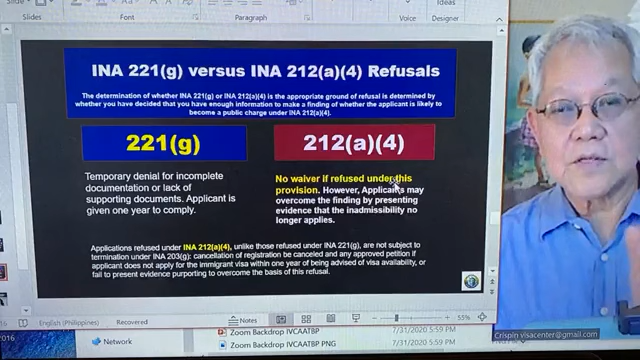 Slides
Font
Paragraph
Drawing
Voice
Designer
Ideas
INA 221(g) versus INA 212(a)(4) Refusals
The determination of whether INA 221(g) or INA 212(a)(4) is the appropriate ground of refusal is determined by
whether you have decided that you have enough information to make a finding of whether the applicant is likely to
become a public charge under INA 212(a)(4).
221(g)
212(a)(4)
Temporary denial for incomplete
documentation or lack of
supporting documents. Applicant is
given one year to comply.
No waiver if refused under this
provision. However, Applicants may
overcome the finding by presenting
evidence that the inadmissibility no
longer applies.
Applications refused under INA 212(a)(4), unlike those refused under INA 221(g), are not subject to
termination under INA 203(g): cancellation of registration be canceled and any approved petition if
applicant does not apply for the immigrant visa within one year of being advised of visa availability, or
fail to present evidence purporting to overcome the basis of this refusal.
16
English (Philippines)
Recovered
Notes
55%
Crispin visacenter@gmail.com
2016
Network
Zoom Backdrop IVCAATBP
7/31/2020 5:59 PM
Zoom Backdrop IVCAATBP PNG
7/31/2020 5:59 PM